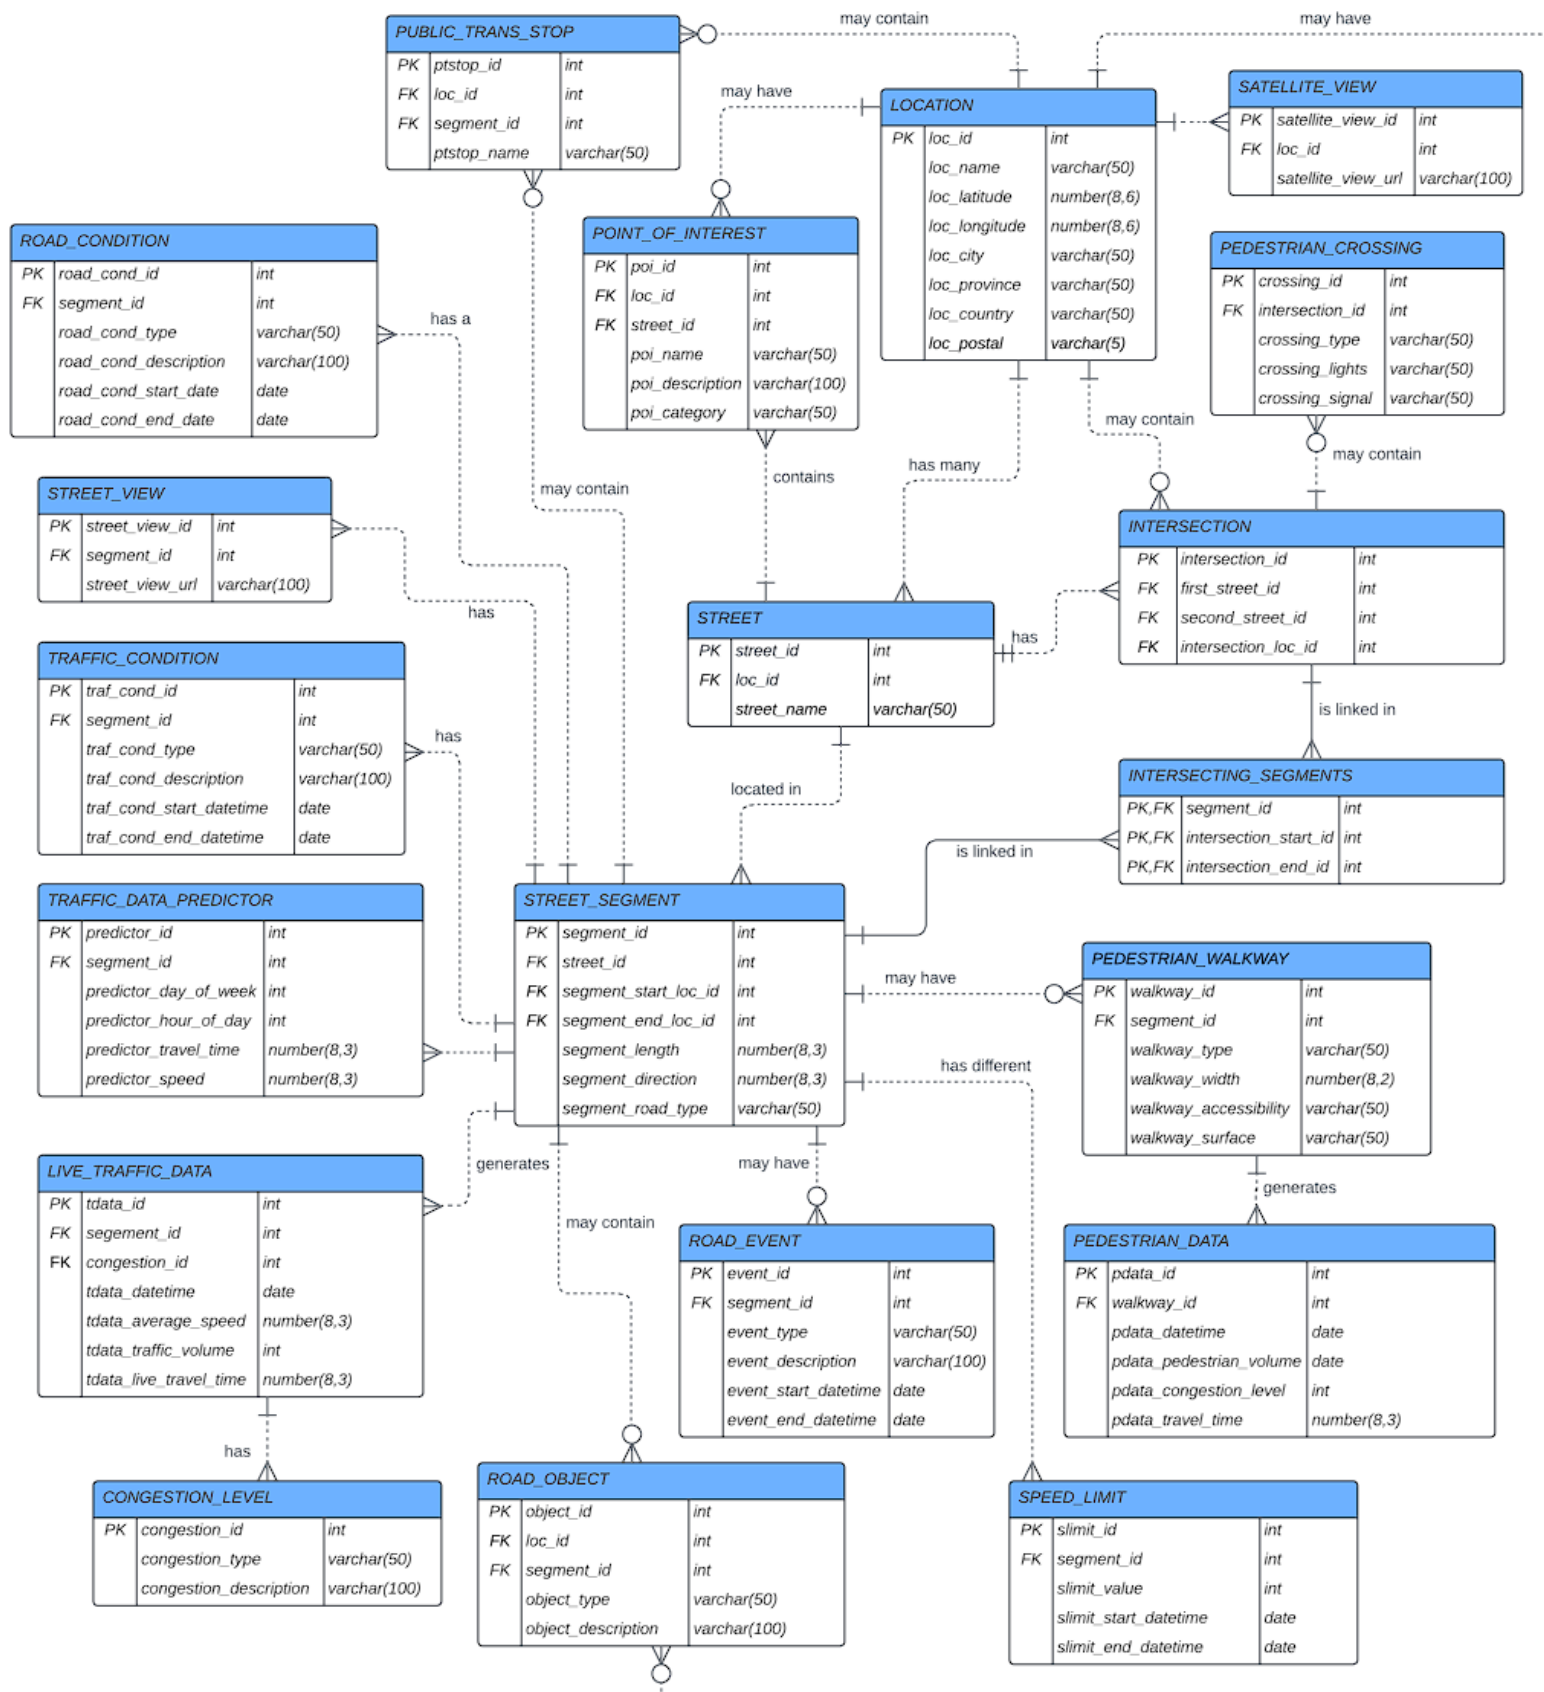 may contain
may have
PUBLIC_TRANS_STOP
PK ptstop_id int
FK loc_id int
FK segment_id int
ptstop_name varchar(50)
may have
LOCATION
PK loc_id int
loc_name varchar(50)
loc_latitude number(8,6)
loc_longitude number(8,6)
loc_city varchar(50)
loc_province varchar(50)
loc_country varchar(50)
loc_postal varchar(5)
SATELLITE_VIEW
PK satellite_view_id int
FK loc_id int
satellite_view_url varchar(100)
ROAD_CONDITION
PK road_cond_id int
FK segment_id int
road_cond_type varchar(50)
road_cond_description varchar(100)
road_cond_start_date date
road_cond_end_date date
has a
POINT_OF_INTEREST
PK poi_id int
FK loc_id int
FK street_id int
poi_name varchar(50)
poi_description varchar(100)
poi_category varchar(50)
PEDESTRIAN_CROSSING
PK crossing_id int
FK intersection_id int
crossing_type varchar(50)
crossing_lights varchar(50)
crossing_signal varchar(50)
may contain
may contain
has many
contains
may contain
STREET_VIEW
PK street_view_id int
FK segment_id int
street_view_url varchar(100)
has
INTERSECTION
PK intersection_id int
FK first_street_id int
FK second_street_id int
FK intersection_loc_id int
STREET
PK street_id int
FK loc_id int
street_name varchar(50)
has
is linked in
TRAFFIC_CONDITION
PK traf_cond_id int
FK segment_id int
traf_cond_type varchar(50)
traf_cond_description varchar(100)
traf_cond_start_datetime date
traf_cond_end_datetime date
has
located in
INTERSECTING_SEGMENTS
PK,FK segment_id int
PK,FK intersection_start_id int
PK,FK intersection_end_id int
is linked in
TRAFFIC_DATA_PREDICTOR
PK predictor_id int
FK segment_id int
predictor_day_of_week int
predictor_hour_of_day int
predictor_travel_time number(8,3)
predictor_speed number(8,3)
STREET_SEGMENT
PK segment_id int
FK street_id int
FK segment_start_loc_id int
FK segment_end_loc_id int
segment_length number(8,3)
segment_direction number(8,3)
segment_road_type varchar(50)
may have
PEDESTRIAN_WALKWAY
PK walkway_id int
FK segment_id int
walkway_type varchar(50)
walkway_width number(8,2)
walkway_accessibility varchar(50)
walkway_surface varchar(50)
has different
generates
may have
generates
may contain
LIVE_TRAFFIC_DATA
PK tdata_id int
FK segement_id int
FK congestion_id int
tdata_datetime date
tdata_average_speed number(8,3)
tdata_traffic_volume int
tdata_live_travel_time number(8,3)
ROAD_EVENT
PK event_id int
FK segment_id int
event_type varchar(50)
event_description varchar(100)
event_start_datetime date
event_end_datetime date
PEDESTRIAN_DATA
PK pdata_id int
FK walkway_id int
pdata_datetime date
pdata_pedestrian_volume date
pdata_congestion_level int
pdata_travel_time number(8,3)
has
CONGESTION_LEVEL
PK congestion_id int
congestion_type varchar(50)
congestion_description varchar(100)
ROAD_OBJECT
PK object_id int
FK loc_id int
FK segment_id int
object_type varchar(50)
object_description varchar(100)
SPEED_LIMIT
PK slimit_id int
FK segment_id int
slimit_value int
slimit_start_datetime date
slimit_end_datetime date